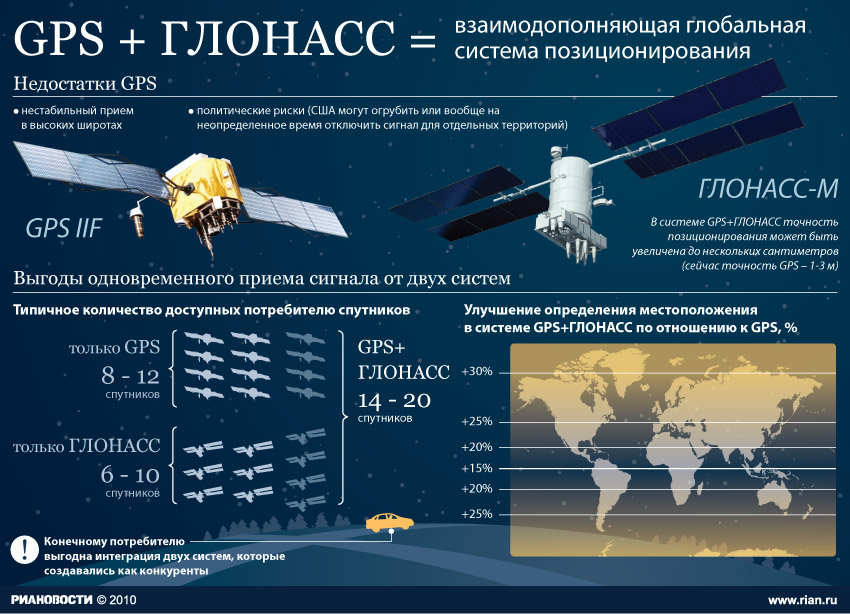 GPS + ГЛОНАСС =
взаимодополняющая глобальная
система позиционирования
Недостатки GPS
• нестабильный прием
в высоких широтах
• политические риски (США могут огрубить или вообще на
неопределенное время отключить сигнал для отдельных территорий)
GPS IIF
ГЛОНАСС-М
В системе GPS+ГЛОНАСС точность
позиционирования может быть
увеличена до нескольких сантиметров
(сейчас точность GPS – 1-3 м)
Выгоды одновременного приема сигнала от двух систем
Типичное количество доступных потребителю спутников
только GPS
8 - 12
спутников
только ГЛОНАСС
6 - 10
спутников
GPS+
ГЛОНАСС
14 - 20
спутников
Улучшение определения местоположения
в системе GPS+ГЛОНАСС по отношению к GPS, %
+30%
+25%
+20%
+15%
+20%
+25%
! Конечному потребителю
выгодна интеграция двух систем, которые
создавались как конкуренты
РИАНОВОСТИ © 2010
www.rian.ru